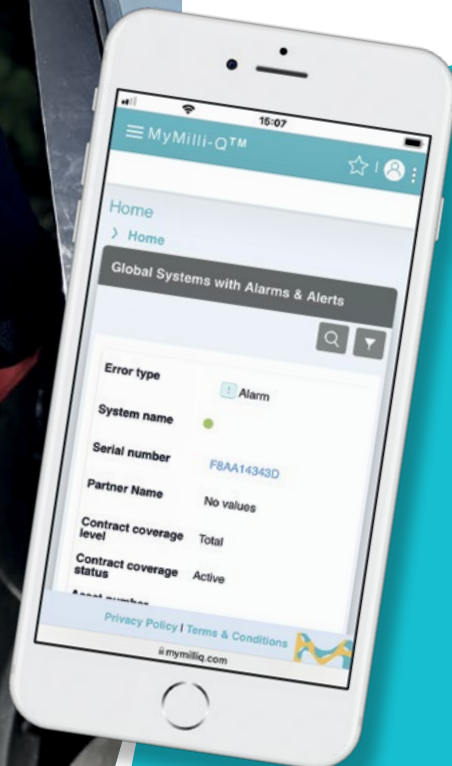 15:07
MyMilli-Q™
Home
> Home
Global Systems with Alarms & Alerts
Error type
! Alarm
System name
Serial number
F8AA14343D
Partner Name
No values
Contract coverage
level
Total
Contract coverage
status
Active
Privacy Policy | Terms & Conditions
mymilliq.com